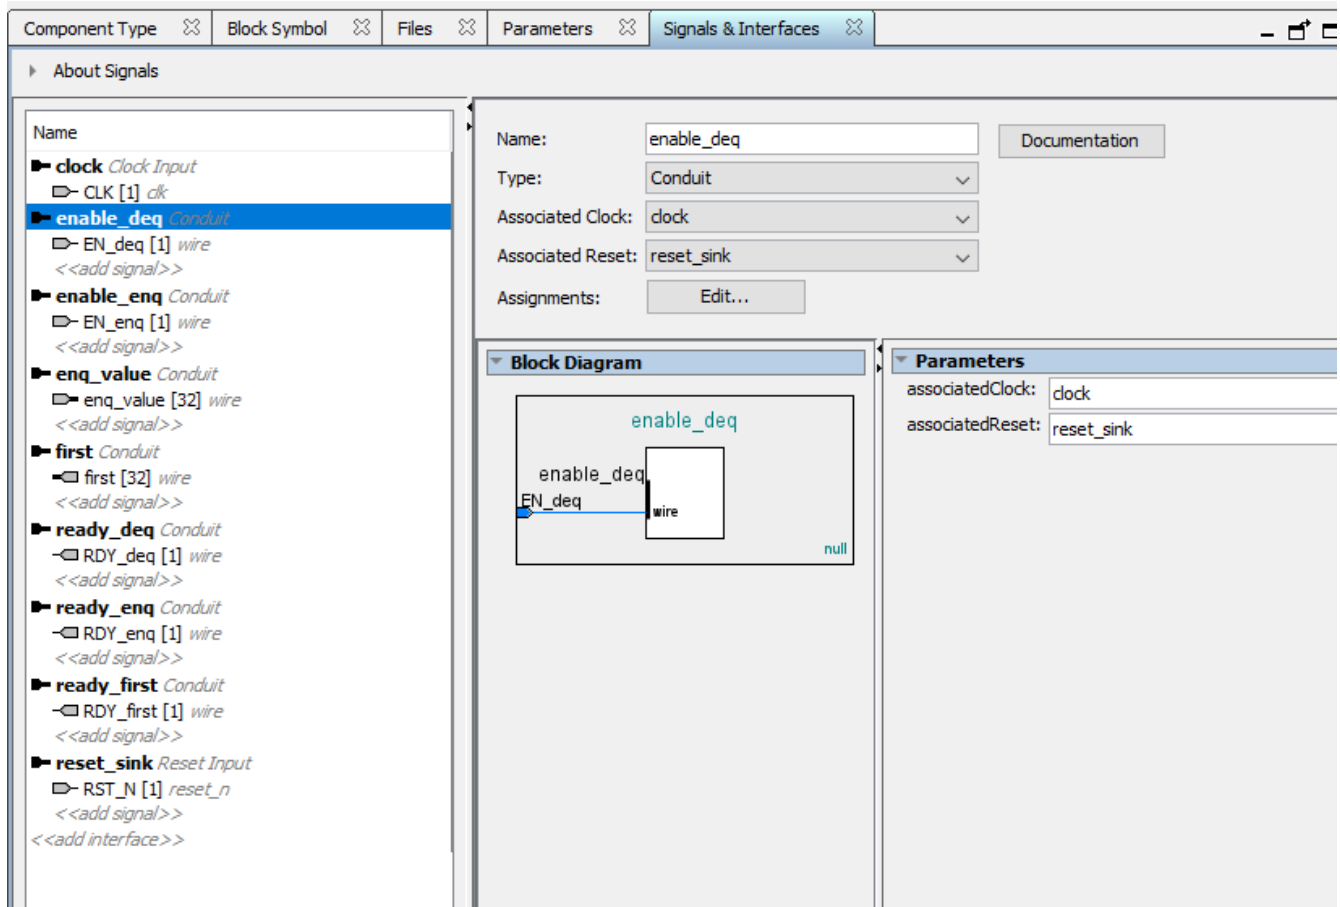 Component Type
Block Symbol
Files
Parameters
Signals & Interfaces
About Signals
Name
clock Clock Input
CLK [1] clk
enable_deq Conduit
EN_deq [1] wire
<<add signal>>
enable_enq Conduit
EN_enq [1] wire
<<add signal>>
enq_value Conduit
enq_value [32] wire
<<add signal>>
first Conduit
first [32] wire
<<add signal>>
ready_deq Conduit
RDY_deq [1] wire
<<add signal>>
ready_enq Conduit
RDY_enq [1] wire
<<add signal>>
ready_first Conduit
RDY_first [1] wire
<<add signal>>
reset_sink Reset Input
RST_N [1] reset_n
<<add signal>>
<<add interface>>
Name: enable_deq Documentation
Type: Conduit
Associated Clock: clock
Associated Reset: reset_sink
Assignments: Edit...
Block Diagram
enable_deq
enable_deq
EN_deq
wire
null
Parameters
associatedClock: clock
associatedReset: reset_sink